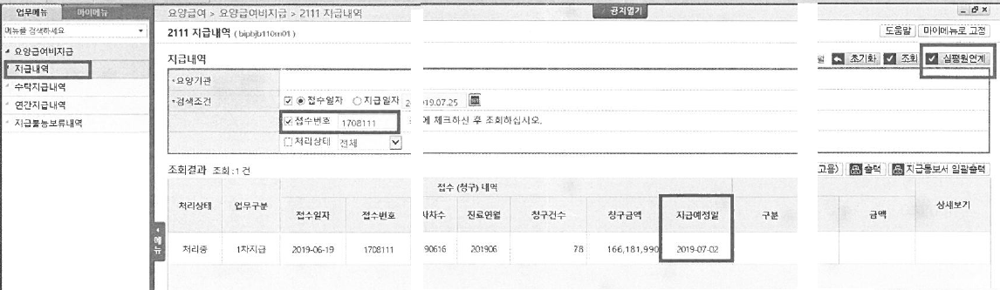 업무메뉴 마이메뉴
메뉴를 검색하세요
요양급여비지급
지급내역
수탁지급내역
연간지급내역
지급불능보류내역
메뉴
요양급여 > 요양급여비지급 > 2111 지급내역
공지열기
2111 지급내역 ( bipbjb110m01 )
도움말 마이메뉴로 고정
지급내역
초기화 조회 심평원연계
*요양기관
*검색조건 접수일자 지급일자 19.07.25
접수번호 1708111 에 체크하신 후 조회하십시오.
처리상태 전체
조회결과 조회:1 건
고용) 출력 지급통보서 일괄출력
접수 (청구) 내역
처리상태 업무구분 접수일자 접수번호 사차수 진료연월 청구건수 청구금액 지급예정일 구분 금액 상세보기
처리중 1차지급 2019-06-19 1708111 90616 201906 78 166,181,990 2019-07-02